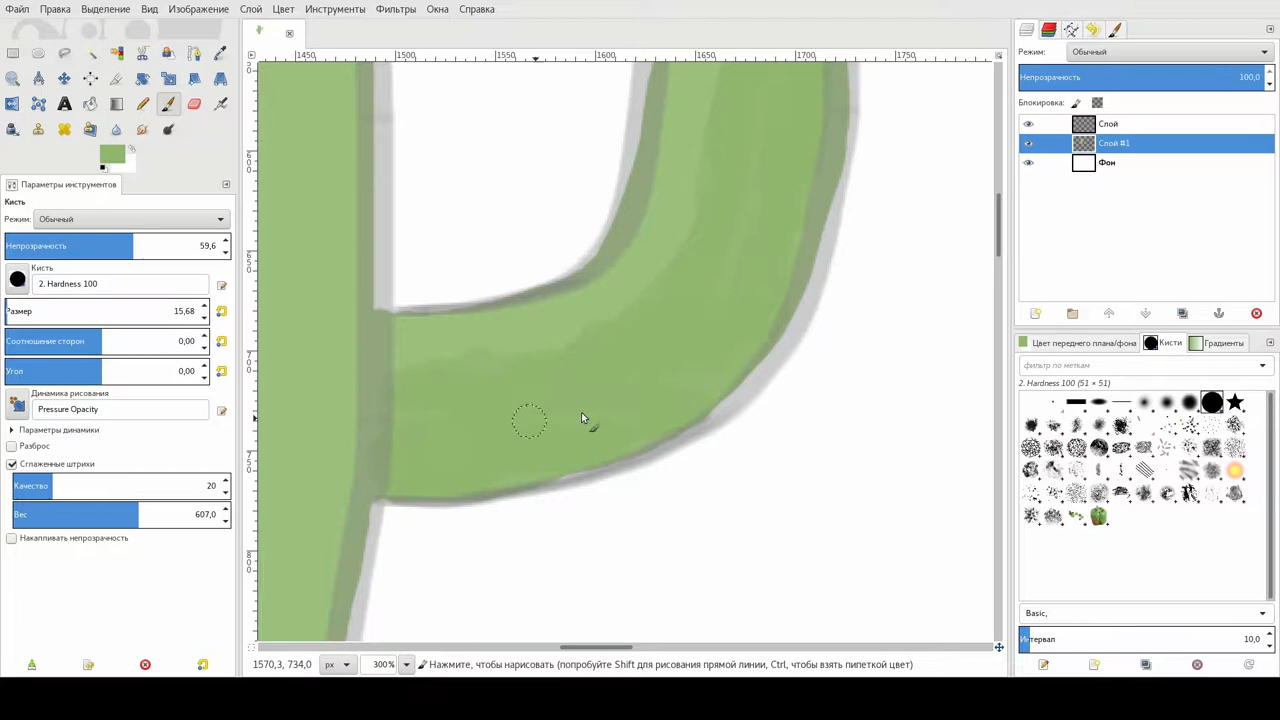 Файл Правка Выделение Вид Изображение Слой Цвет Инструменты Фильтры Окна Справка
1450 1500 1550 1600 1650 1700 1750
Параметры инструментов
Кисть
Режим: Обычный
Непрозрачность 59,6
Кисть
2. Hardness 100
Размер 15,68
Соотношение сторон 0,00
Угол 0,00
Динамика рисования
Pressure Opacity
Параметры динамики
Разброс
Сглаженные штрихи
Качество 20
Вес 607,0
Накапливать непрозрачность
600
650
700
750
800
1570,3, 734,0 px 300% Нажмите, чтобы нарисовать (попробуйте Shift для рисования прямой линии, Ctrl, чтобы взять пипеткой цвет)
Режим: Обычный
Непрозрачность 100,0
Блокировка:
Слой
Слой #1
Фон
Цвет переднего плана/фона Кисти Градиенты
фильтр по меткам
2. Hardness 100 (51 × 51)
Basic,
Интервал 10,0